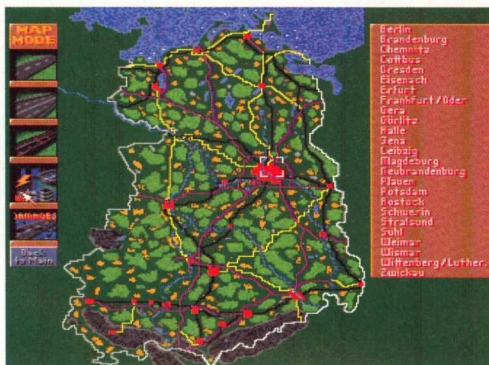 MAP
MODE
DAMAGES
Back
to Main
Berlin
Brandenburg
Chemnitz
Cottbus
Dresden
Eisenach
Erfurt
Frankfurt/Oder
Gera
Görlitz
Halle
Jena
Leipzig
Magdeburg
Neubrandenburg
Plauen
Potsdam
Rostock
Schwerin
Stralsund
Suhl
Weimar
Wismar
Wittenberg/Luther.
Zwickau